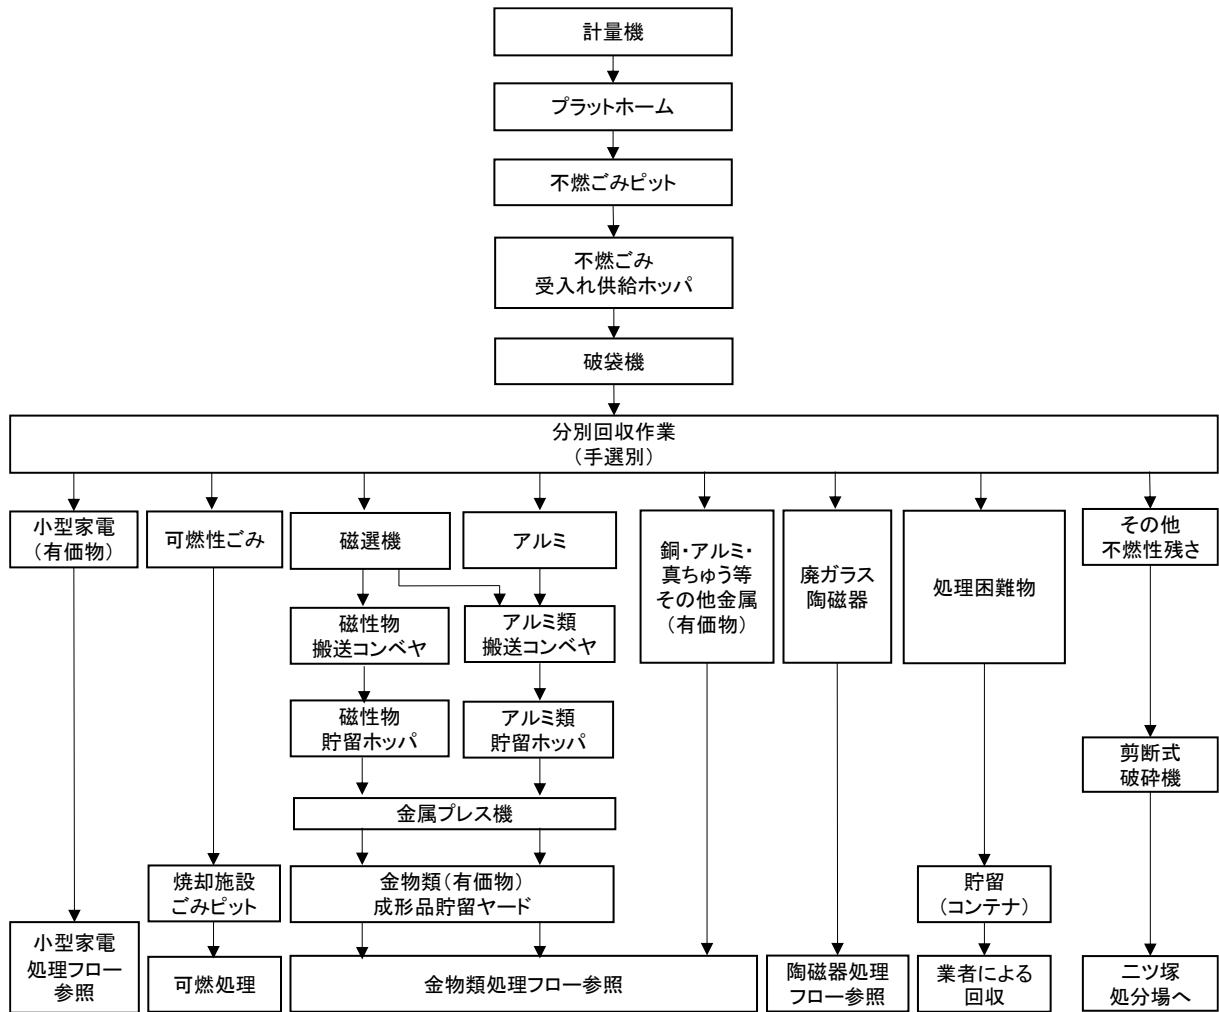 計量機
プラットホーム
不燃ごみピット
不燃ごみ
受入れ供給ホッパ
破袋機
分別回収作業
（手選別）
小型家電
（有価物）
可燃性ごみ
磁選機
アルミ
銅・アルミ・
真ちゅう等
その他金属
（有価物）
廃ガラス
陶磁器
処理困難物
その他
不燃性残さ
磁性物
搬送コンベヤ
アルミ類
搬送コンベヤ
磁性物
貯留ホッパ
アルミ類
貯留ホッパ
剪断式
破砕機
金属プレス機
焼却施設
ごみピット
金物類（有価物）
成形品貯留ヤード
貯留
（コンテナ）
小型家電
処理フロー
参照
可燃処理
金物類処理フロー参照
陶磁器処理
フロー参照
業者による
回収
二ツ塚
処分場へ